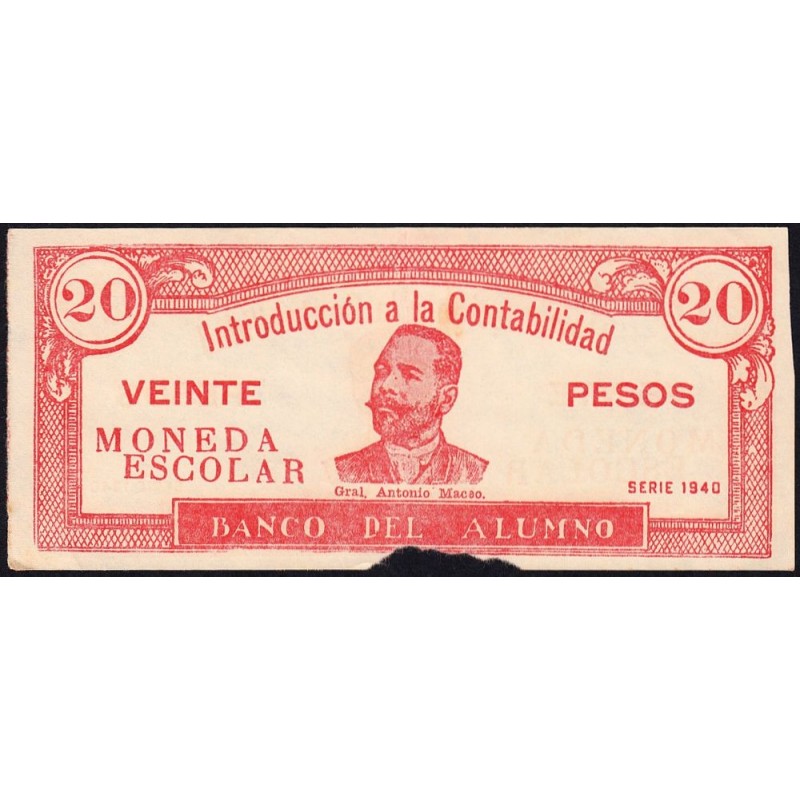 20 20
Introducción a la Contabilidad
VEINTE PESOS
MONEDA
ESCOLAR
Gral, Antonio Maceo.
SERIE 1940
BANCO DEL ALUMNO